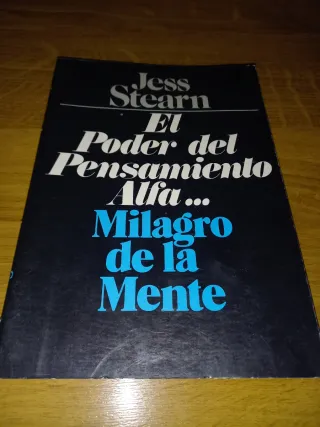 Jess
Stearn
El
Poder del
Pensamiento
Alfa...
Milagro
de la
Mente